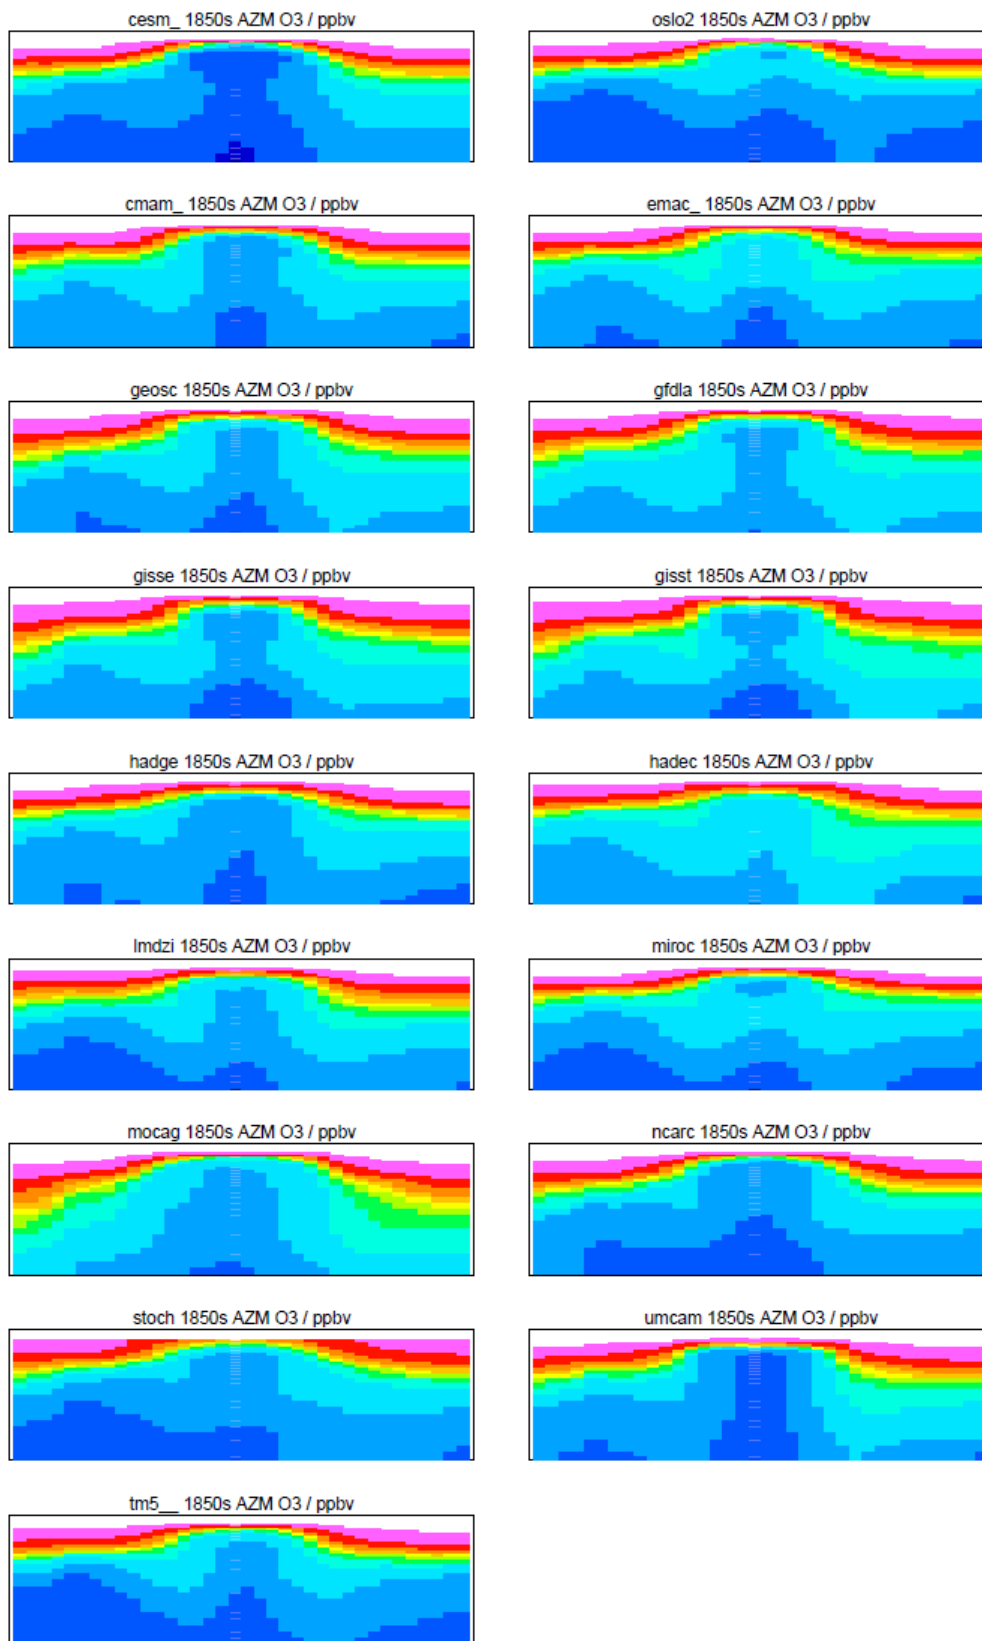 cesm_ 1850s AZM O3 / ppbv
oslo2 1850s AZM O3 / ppbv
cmam_ 1850s AZM O3 / ppbv
emac_ 1850s AZM O3 / ppbv
geosc 1850s AZM O3 / ppbv
gfdla 1850s AZM O3 / ppbv
gisse 1850s AZM O3 / ppbv
gisst 1850s AZM O3 / ppbv
hadge 1850s AZM O3 / ppbv
hadec 1850s AZM O3 / ppbv
lmdzi 1850s AZM O3 / ppbv
miroc 1850s AZM O3 / ppbv
mocag 1850s AZM O3 / ppbv
ncarc 1850s AZM O3 / ppbv
stoch 1850s AZM O3 / ppbv
umcam 1850s AZM O3 / ppbv
tm5__ 1850s AZM O3 / ppbv